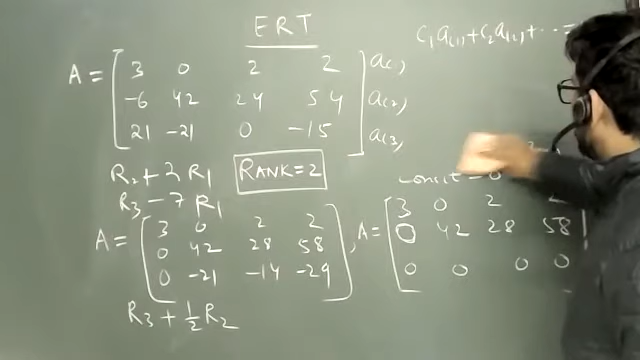 ERT
C₁a₍₁₎+C₂a₍₂₎+ ··· =
A = [ 3 0 2 2 ] a₍₁₎
-6 42 24 54 a₍₂₎
21 -21 0 -15 a₍₃₎
R₂ + 2R₁
R₃ - 7R₁
RANK = 2
A = [ 3 0 2 2
0 42 28 58
0 -21 -14 -29 ]
, A = [ 3 0 2 2
0 42 28 58
0 0 0 0
R₃ + 1/2 R₂